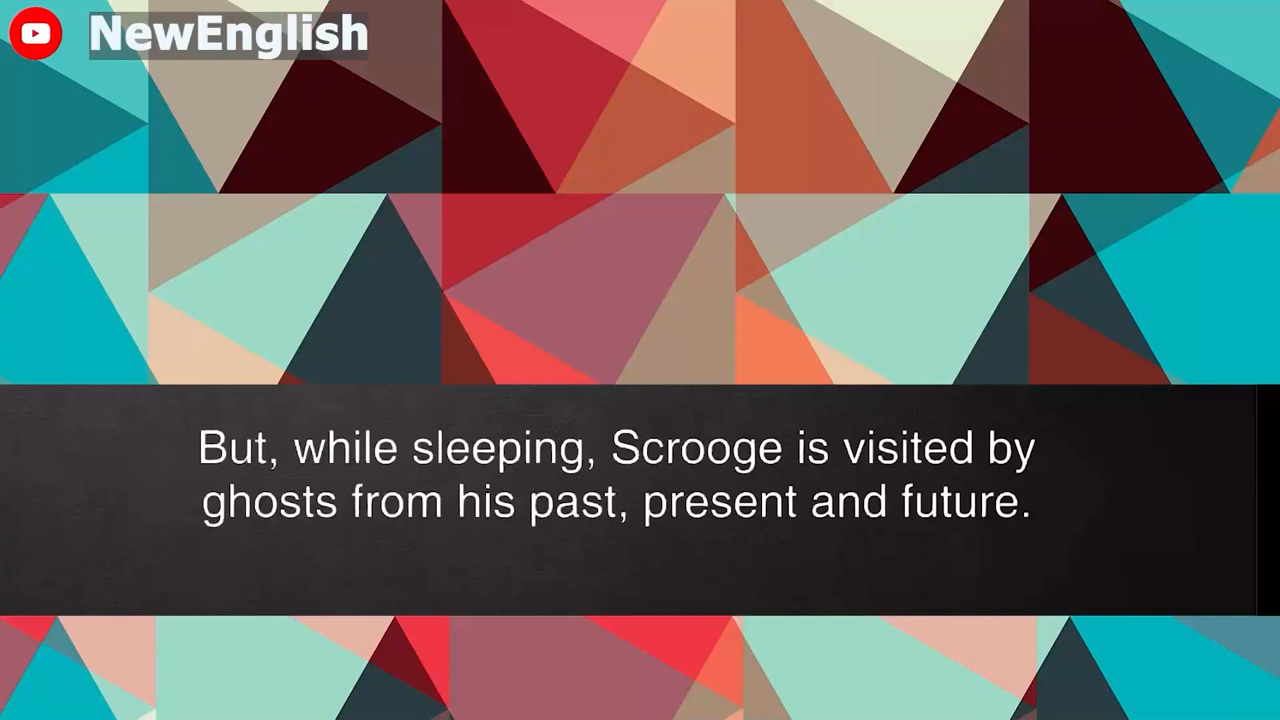 NewEnglish
But, while sleeping, Scrooge is visited by
ghosts from his past, present and future.